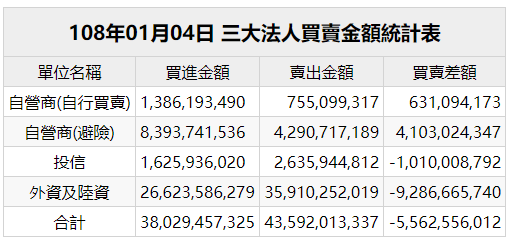 108年01月04日 三大法人買賣金額統計表
單位名稱 買進金額 賣出金額 買賣差額
自營商(自行買賣) 1,386,193,490 755,099,317 631,094,173
自營商(避險) 8,393,741,536 4,290,717,189 4,103,024,347
投信 1,625,936,020 2,635,944,812 -1,010,008,792
外資及陸資 26,623,586,279 35,910,252,019 -9,286,665,740
合計 38,029,457,325 43,592,013,337 -5,562,556,012